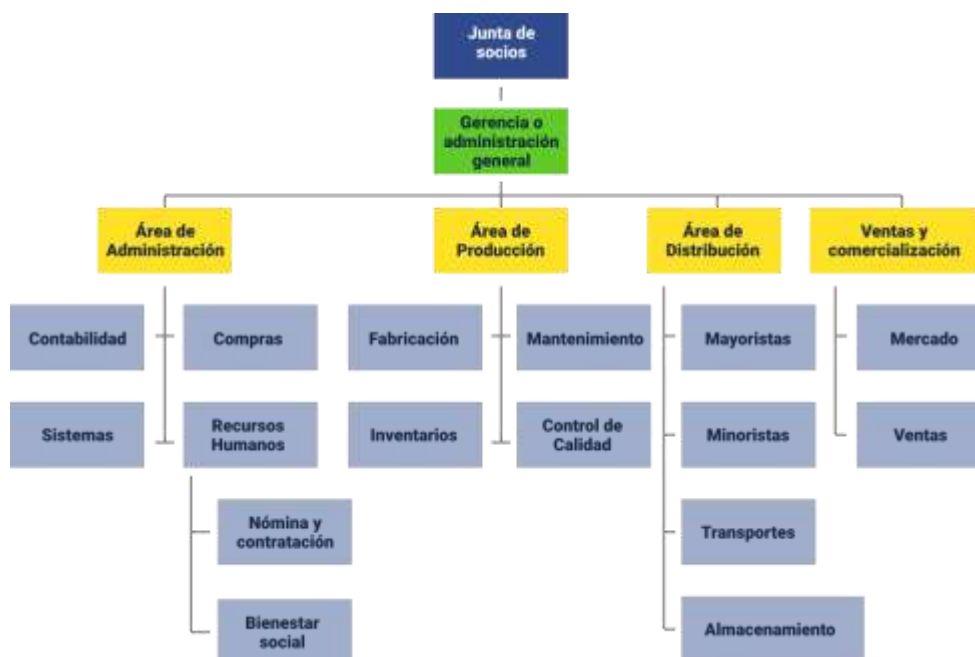 Junta de
socios
Gerencia o
administración
general
Área de
Administración
Área de
Producción
Área de
Distribución
Ventas y
comercialización
Contabilidad
Compras
Fabricación
Mantenimiento
Mayoristas
Mercado
Sistemas
Recursos
Humanos
Inventarios
Control de
Calidad
Minoristas
Ventas
Nómina y
contratación
Transportes
Bienestar
social
Almacenamiento